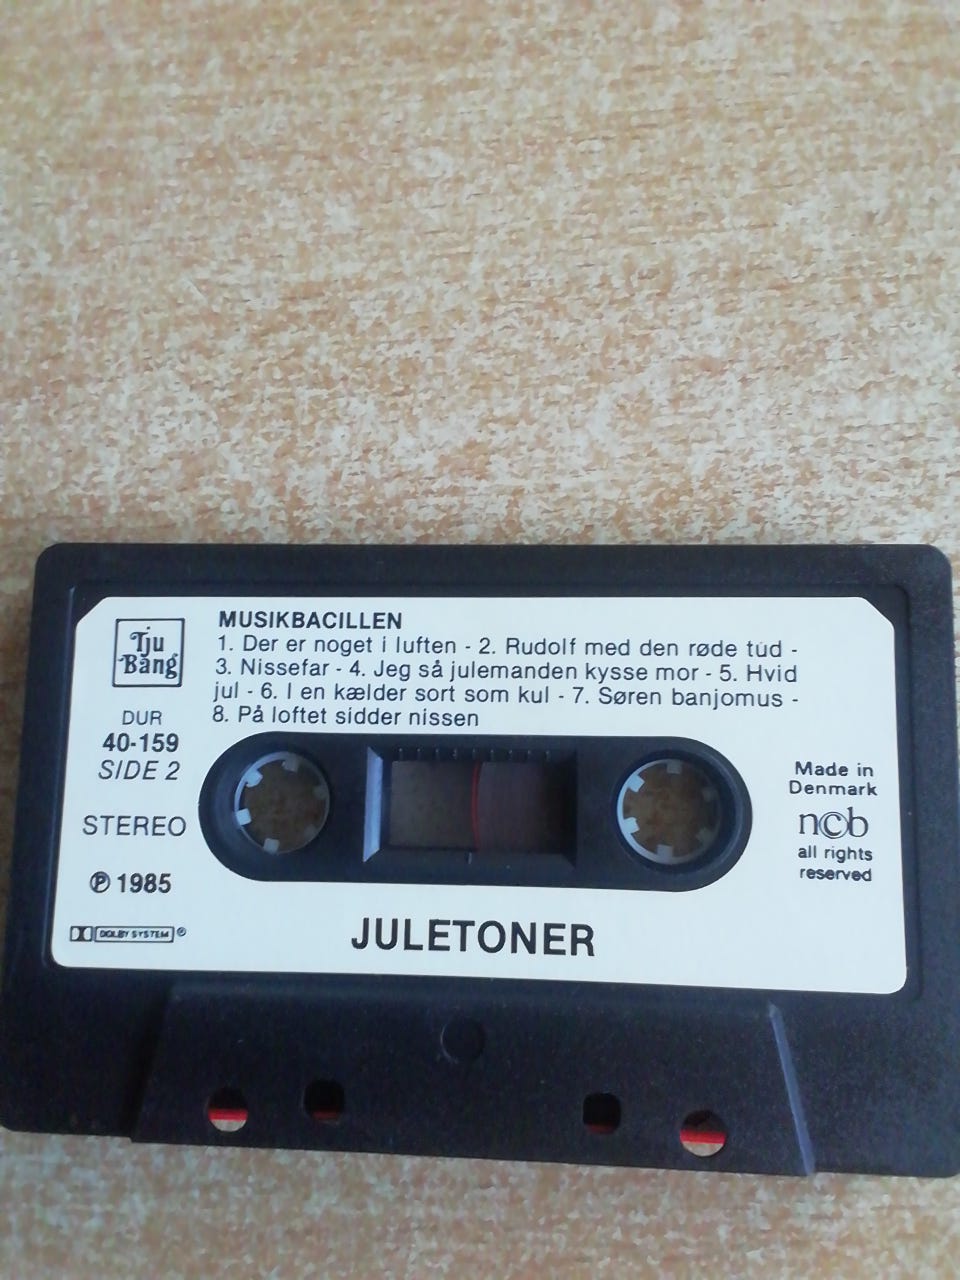 Tju
Bang
MUSIKBACILLEN
1. Der er noget i luften - 2. Rudolf med den røde tud -
3. Nissefar - 4. Jeg så julemanden kysse mor - 5. Hvid
jul - 6. I en kælder sort som kul - 7. Søren banjomus -
8. På loftet sidder nissen
DUR
40-159
SIDE 2
STEREO
Ⓟ 1985
DOLBY SYSTEM ®
Made in
Denmark
n©b
all rights
reserved
JULETONER